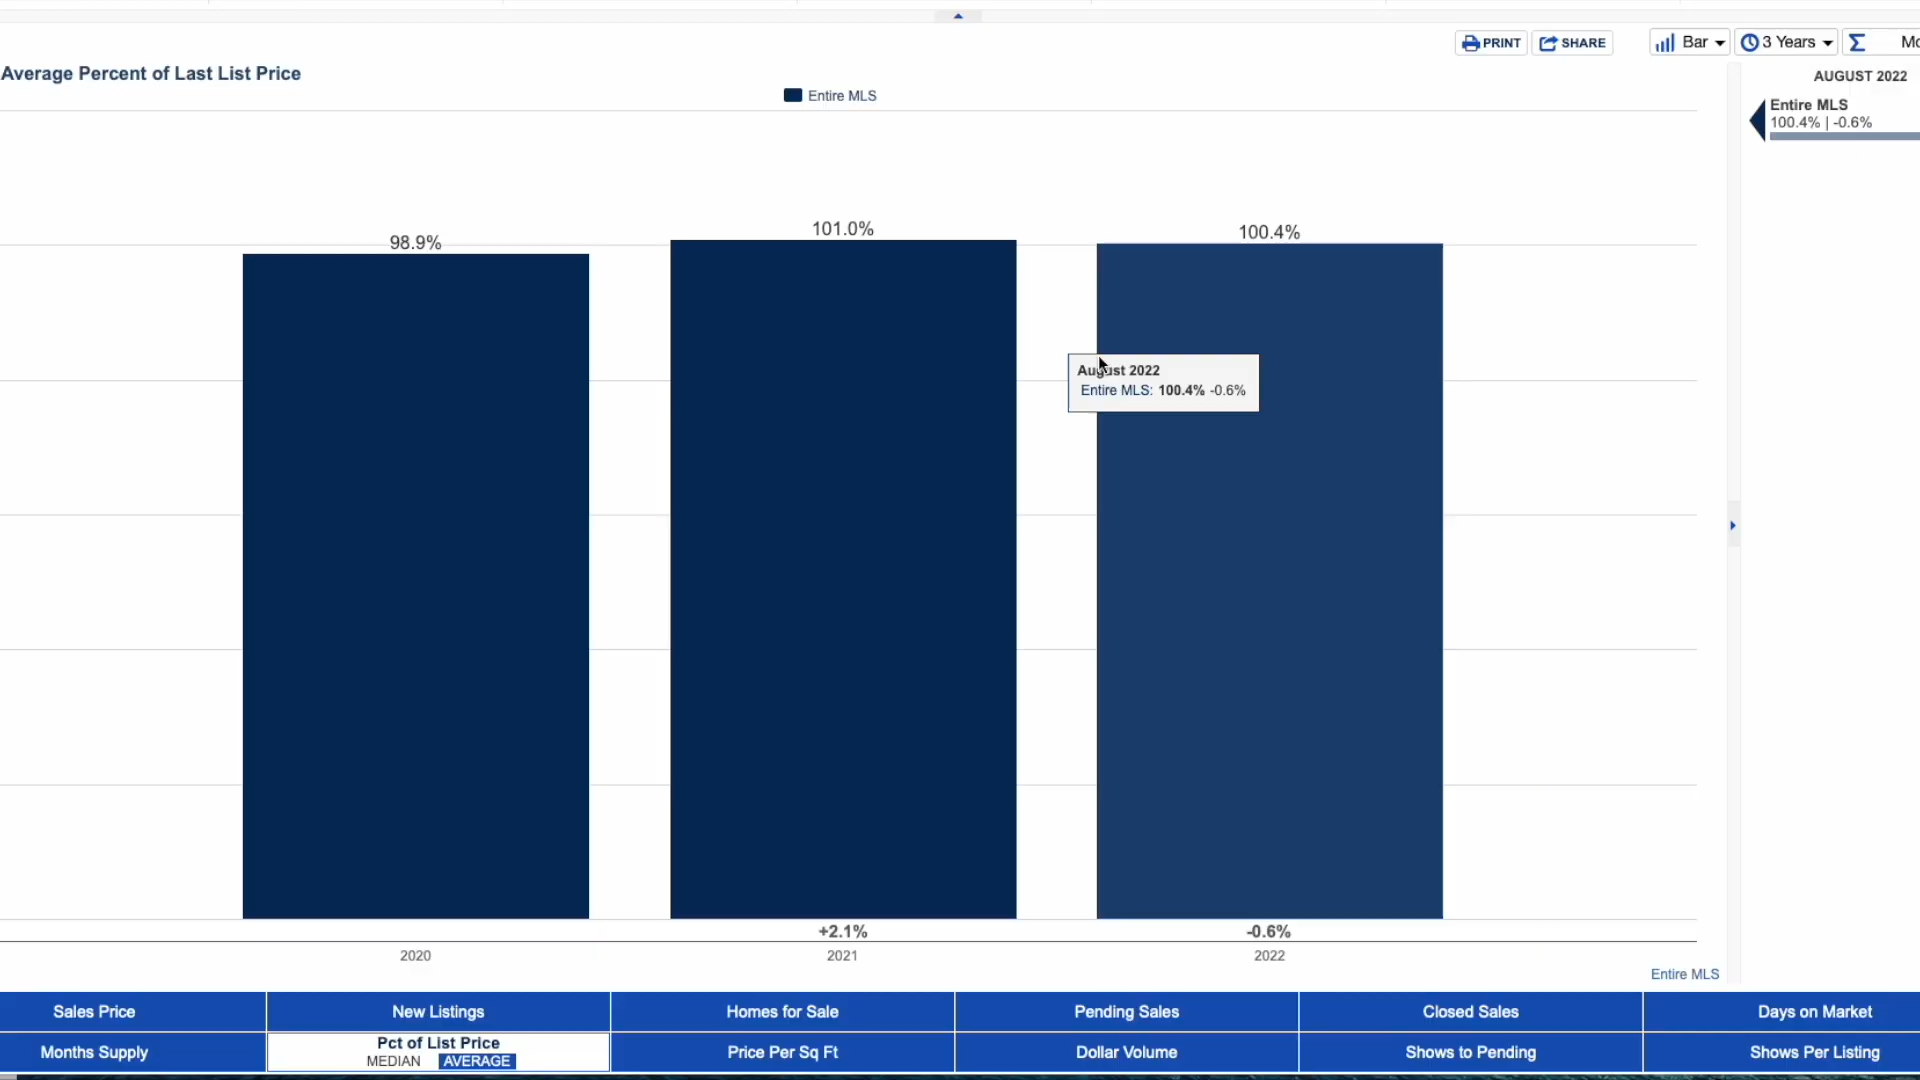 PRINT
SHARE
Bar
3 Years
Average Percent of Last List Price
AUGUST 2022
Entire MLS
Entire MLS
100.4% | -0.6%
98.9%
101.0%
100.4%
August 2022
Entire MLS: 100.4% -0.6%
+2.1%
-0.6%
2020
2021
2022
Entire MLS
Sales Price
New Listings
Homes for Sale
Pending Sales
Closed Sales
Days on Market
Months Supply
Pct of List Price
MEDIAN AVERAGE
Price Per Sq Ft
Dollar Volume
Shows to Pending
Shows Per Listing